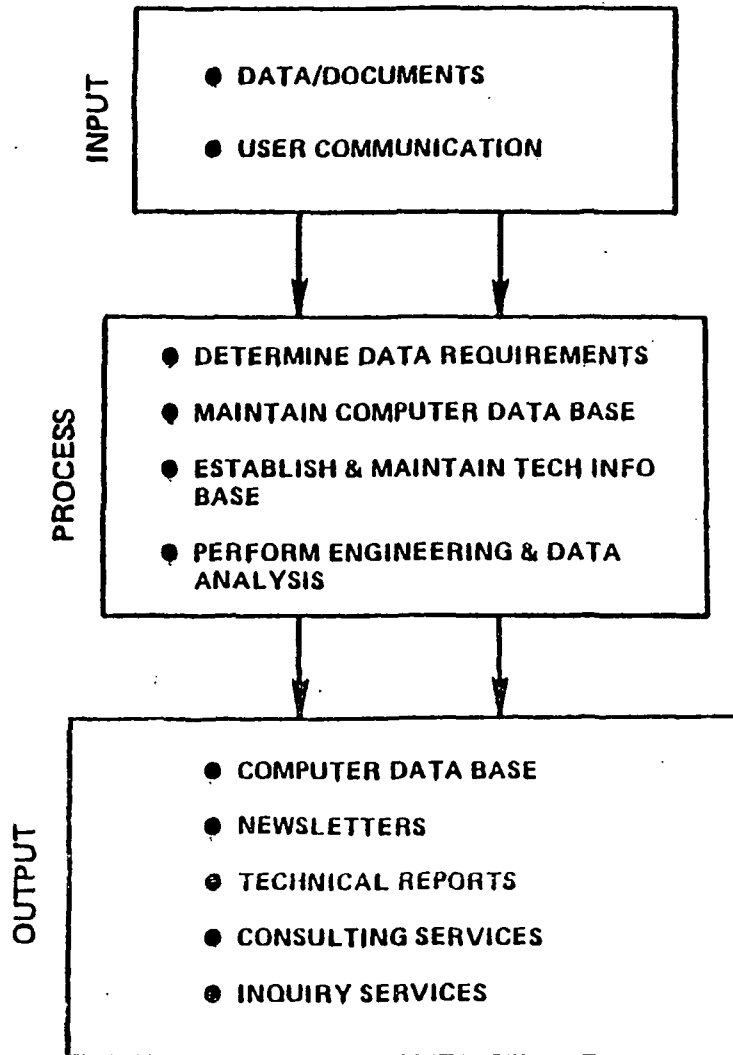 INPUT
● DATA/DOCUMENTS
● USER COMMUNICATION
PROCESS
● DETERMINE DATA REQUIREMENTS
● MAINTAIN COMPUTER DATA BASE
● ESTABLISH & MAINTAIN TECH INFO
BASE
● PERFORM ENGINEERING & DATA
ANALYSIS
OUTPUT
● COMPUTER DATA BASE
● NEWSLETTERS
● TECHNICAL REPORTS
● CONSULTING SERVICES
● INQUIRY SERVICES